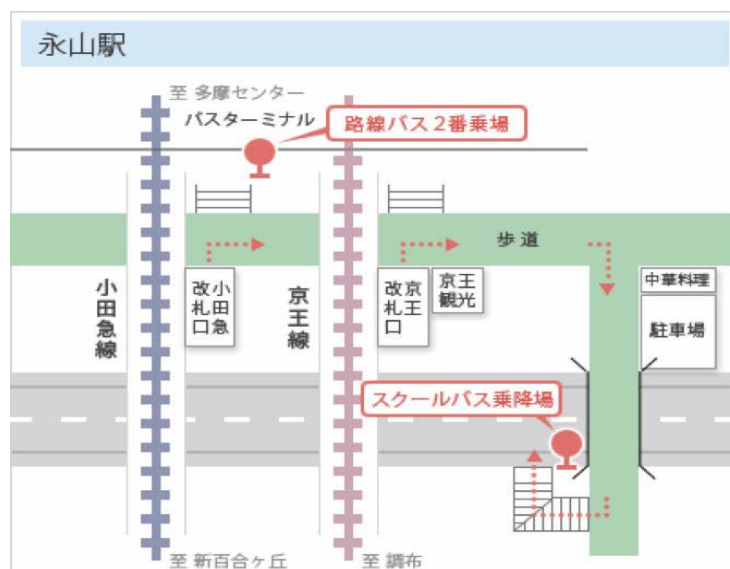 永山駅
至 多摩センター
バスターミナル
路線バス2番乗場
歩道
小田急線
小田急
改札口
京王線
京王
改札口
京王
観光
中華料理
駐車場
スクールバス乗降場
至 新百合ヶ丘
至 調布